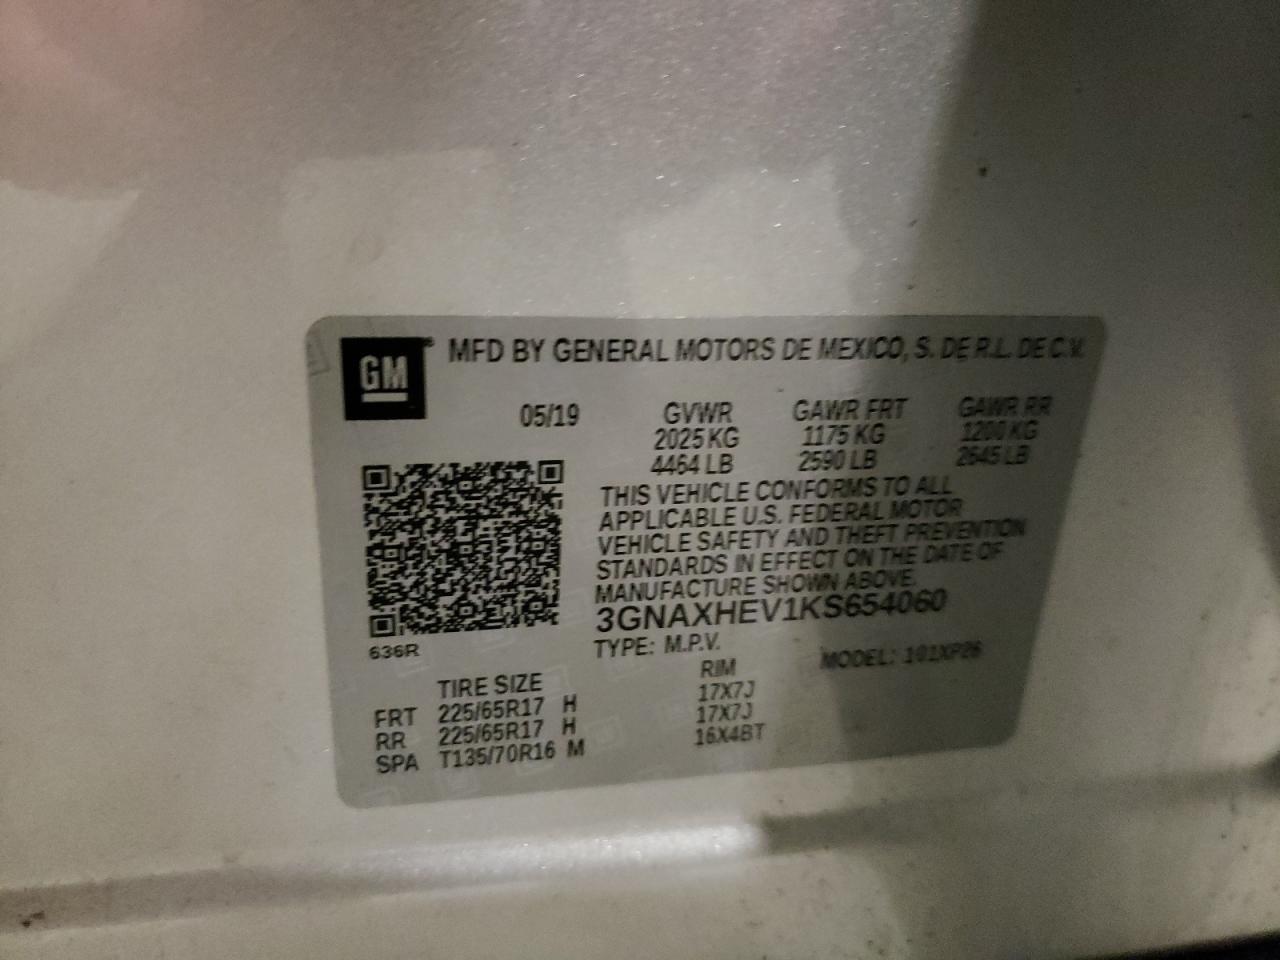 GM
MFD BY GENERAL MOTORS DE MEXICO, S. DE R.L. DE C.V.
05/19 GVWR GAWR FRT GAWR RR
2025 KG 1175 KG 1200 KG
4464 LB 2590 LB 2645 LB
THIS VEHICLE CONFORMS TO ALL
APPLICABLE U.S. FEDERAL MOTOR
VEHICLE SAFETY AND THEFT PREVENTION
STANDARDS IN EFFECT ON THE DATE OF
MANUFACTURE SHOWN ABOVE.
3GNAXHEV1KS654060
636R
TYPE: M.P.V. MODEL: 101XP26
TIRE SIZE RIM
FRT 225/65R17 H 17X7J
RR 225/65R17 H 17X7J
SPA T135/70R16 M 16X4BT